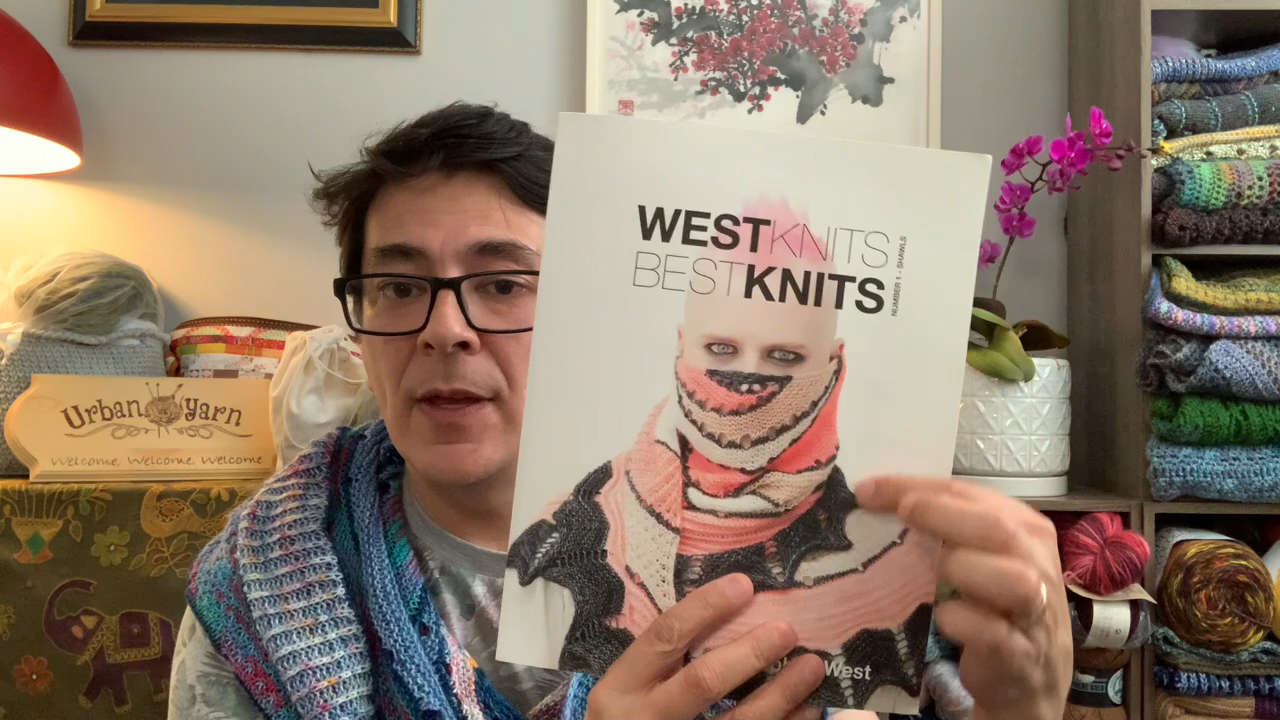 WESTKNITS
BESTKNITS
NUMBER 1 - SHAWLS
West
Urban Yarn
Welcome, Welcome, Welcome